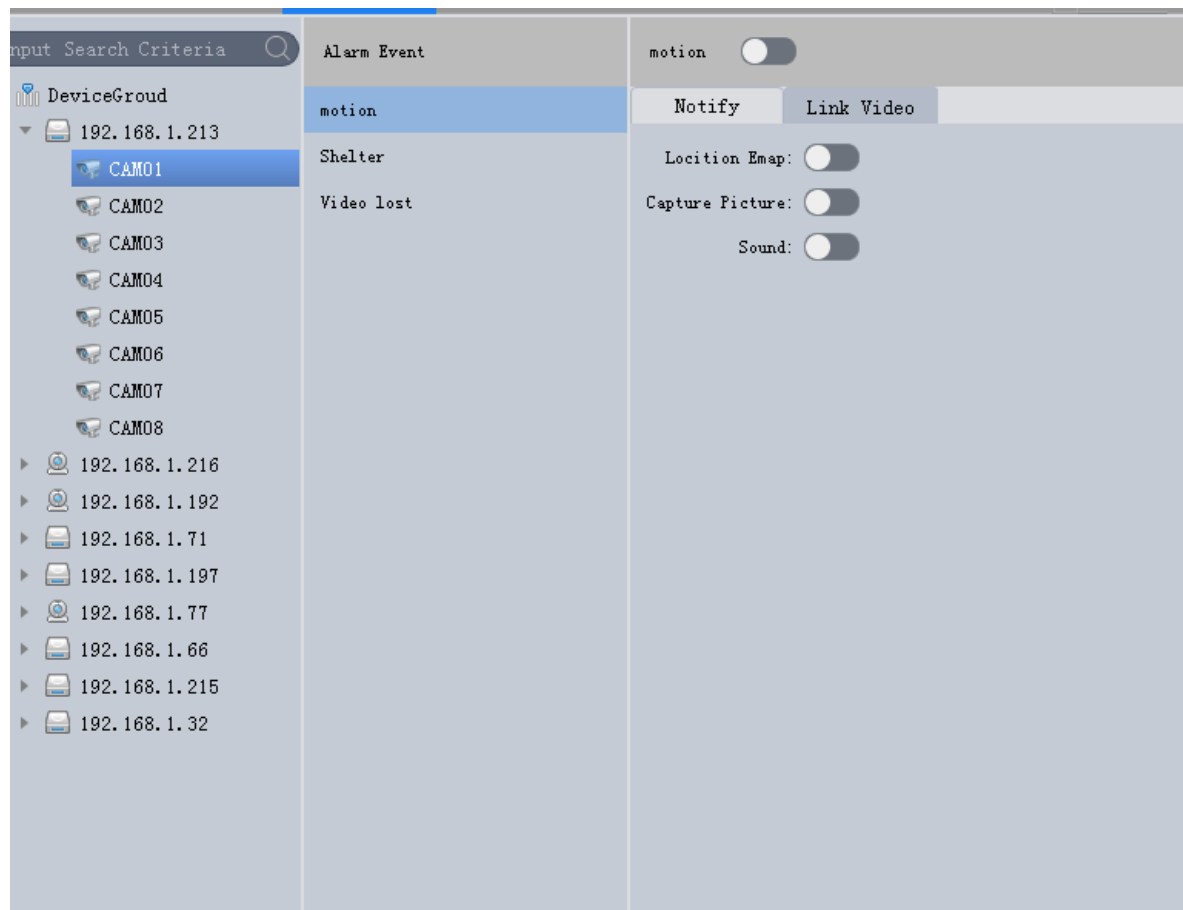 nput Search Criteria
DeviceGroud
192.168.1.213
CAM01
CAM02
CAM03
CAM04
CAM05
CAM06
CAM07
CAM08
192.168.1.216
192.168.1.192
192.168.1.71
192.168.1.197
192.168.1.77
192.168.1.66
192.168.1.215
192.168.1.32
Alarm Event
motion
Shelter
Video lost
motion
Notify Link Video
Locition Emap:
Capture Picture:
Sound: